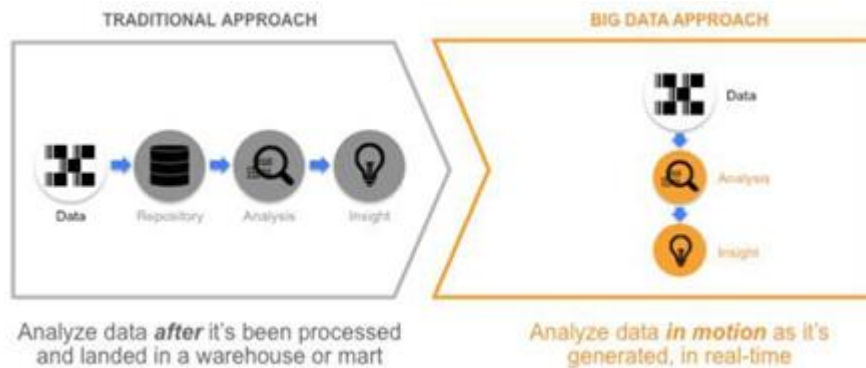 TRADITIONAL APPROACH
Data
Repository
Analysis
Insight
Analyze data after it's been processed
and landed in a warehouse or mart
BIG DATA APPROACH
Data
Analysis
Insight
Analyze data in motion as it's
generated, in real-time